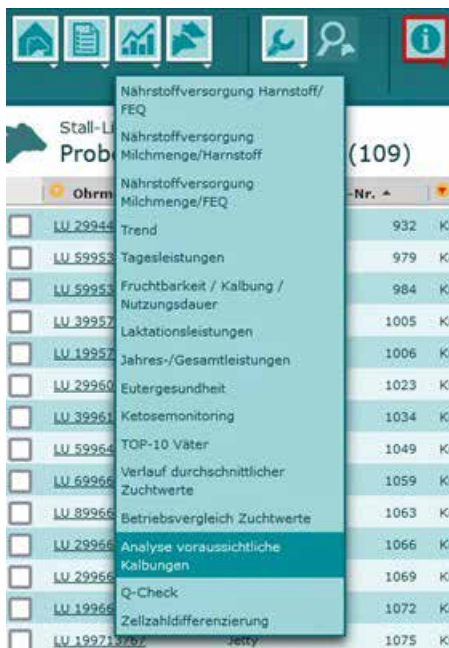 Stall-Li
Prob (109)
Ohrm -Nr.
Nährstoffversorgung Harnstoff/
FEQ
Nährstoffversorgung
Milchmenge/Harnstoff
Nährstoffversorgung
Milchmenge/FEQ
Trend
Tagesleistungen
Fruchtbarkeit / Kalbung /
Nutzungsdauer
Laktationsleistungen
Jahres-/Gesamtleistungen
Eutergesundheit
Ketosemonitoring
TOP-10 Väter
Verlauf durchschnittlicher
Zuchtwerte
Betriebsvergleich Zuchtwerte
Analyse voraussichtliche
Kalbungen
Q-Check
Zellzahldifferenzierung
LU 29944 932 K
LU 59953 979 K
LU 59953 984 K
LU 39957 1005 K
LU 19957 1006 K
LU 29960 1023 K
LU 39961 1034 K
LU 59964 1049 K
LU 69966 1059 K
LU 89966 1063 K
LU 29966 1066 K
LU 29966 1069 K
LU 19966 1072 K
LU 199713767 Jetty 1075 K